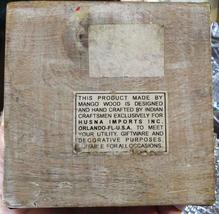 THIS PRODUCT MADE BY
MANGO WOOD IS DESIGNED
AND HAND CRAFTED BY INDIAN
CRAFTSMEN EXCLUSIVELY FOR
HUSNA IMPORTS INC.
ORLANDO-FL-U.S.A. TO MEET
YOUR UTILITY, GIFTWARE AND
DECORATIVE PURPOSES.
SUITABLE FOR ALL OCCASIONS.